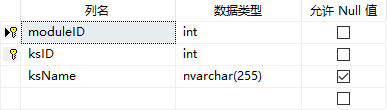 列名 数据类型 允许 Null 值
moduleID int
ksID int
ksName nvarchar(255)